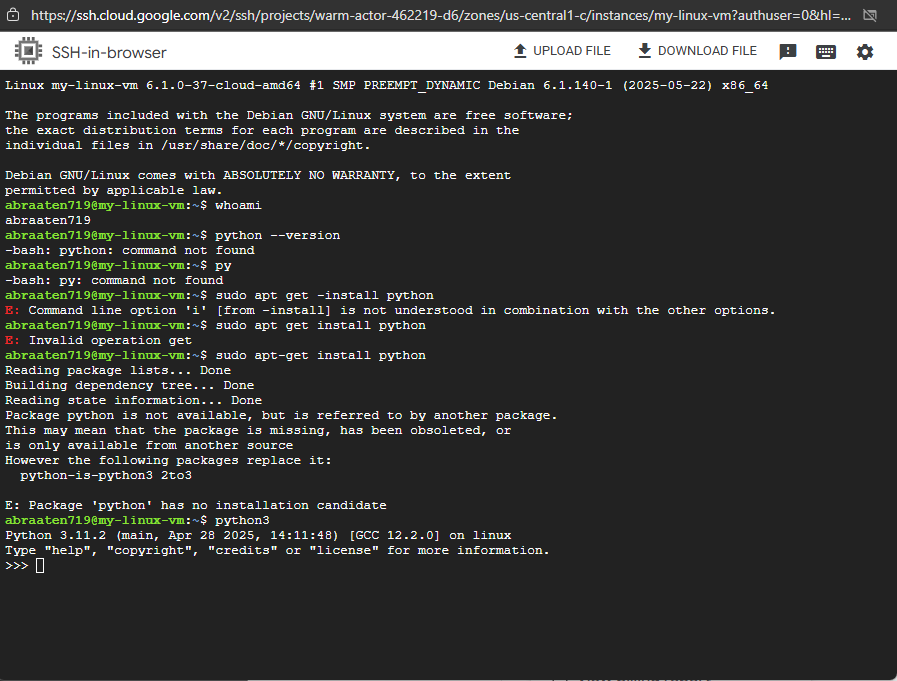 https://ssh.cloud.google.com/v2/ssh/projects/warm-actor-462219-d6/zones/us-central1-c/instances/my-linux-vm?authuser=0&hl=...
SSH-in-browser
UPLOAD FILE
DOWNLOAD FILE
Linux my-linux-vm 6.1.0-37-cloud-amd64 #1 SMP PREEMPT_DYNAMIC Debian 6.1.140-1 (2025-05-22) x86_64
The programs included with the Debian GNU/Linux system are free software;
the exact distribution terms for each program are described in the
individual files in /usr/share/doc/*/copyright.
Debian GNU/Linux comes with ABSOLUTELY NO WARRANTY, to the extent
permitted by applicable law.
abraaten719@my-linux-vm:~$ whoami
abraaten719
abraaten719@my-linux-vm:~$ python --version
-bash: python: command not found
abraaten719@my-linux-vm:~$ py
-bash: py: command not found
abraaten719@my-linux-vm:~$ sudo apt get -install python
E: Command line option 'i' [from -install] is not understood in combination with the other options.
abraaten719@my-linux-vm:~$ sudo apt get install python
E: Invalid operation get
abraaten719@my-linux-vm:~$ sudo apt-get install python
Reading package lists... Done
Building dependency tree... Done
Reading state information... Done
Package python is not available, but is referred to by another package.
This may mean that the package is missing, has been obsoleted, or
is only available from another source
However the following packages replace it:
  python-is-python3 2to3
E: Package 'python' has no installation candidate
abraaten719@my-linux-vm:~$ python3
Python 3.11.2 (main, Apr 28 2025, 14:11:48) [GCC 12.2.0] on linux
Type "help", "copyright", "credits" or "license" for more information.
>>>